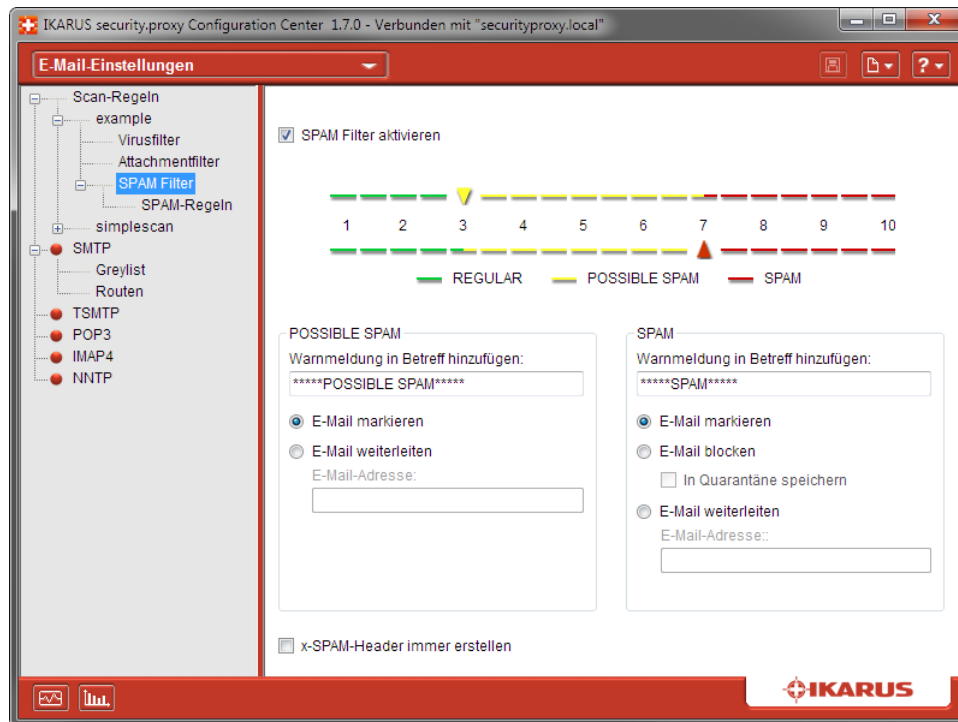 IKARUS security.proxy Configuration Center 1.7.0 - Verbunden mit "securityproxy.local"
E-Mail-Einstellungen
?
Scan-Regeln
example
Virusfilter
Attachmentfilter
SPAM Filter
SPAM-Regeln
simplescan
SMTP
Greylist
Routen
TSMTP
POP3
IMAP4
NNTP
SPAM Filter aktivieren
1 2 3 4 5 6 7 8 9 10
REGULAR POSSIBLE SPAM SPAM
POSSIBLE SPAM
Warnmeldung in Betreff hinzufügen:
*****POSSIBLE SPAM*****
E-Mail markieren
E-Mail weiterleiten
E-Mail-Adresse:
SPAM
Warnmeldung in Betreff hinzufügen:
*****SPAM*****
E-Mail markieren
E-Mail blocken
In Quarantäne speichern
E-Mail weiterleiten
E-Mail-Adresse::
x-SPAM-Header immer erstellen
IKARUS